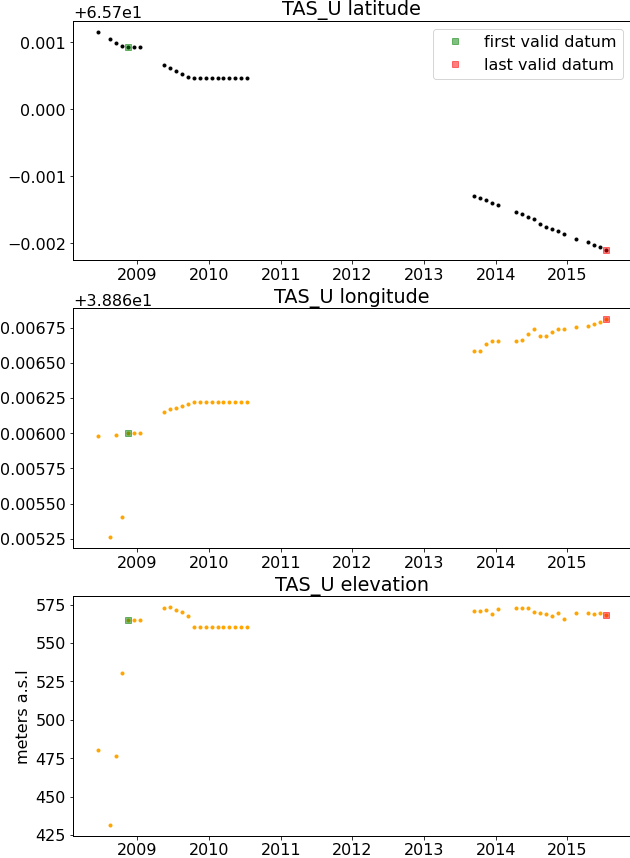 TAS_U latitude
+6.57e1
first valid datum
last valid datum
0.001
0.000
−0.001
−0.002
2009 2010 2011 2012 2013 2014 2015
TAS_U longitude
+3.886e1
0.00675
0.00650
0.00625
0.00600
0.00575
0.00550
0.00525
2009 2010 2011 2012 2013 2014 2015
TAS_U elevation
meters a.s.l
575
550
525
500
475
450
425
2009 2010 2011 2012 2013 2014 2015